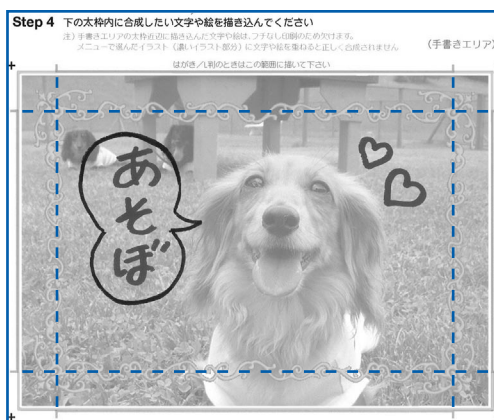 Step 4 下の太枠内に合成したい文字や絵を描き込んでください
注）手書きエリアの太枠近辺に描き込んだ文字や絵は、フチなし印刷のため欠けます。
メニューで選んだイラスト（濃いイラスト部分）に文字や絵を重ねると正しく合成されません
（手書きエリア）
はがき／L判のときはこの範囲に描いて下さい
あそぼ